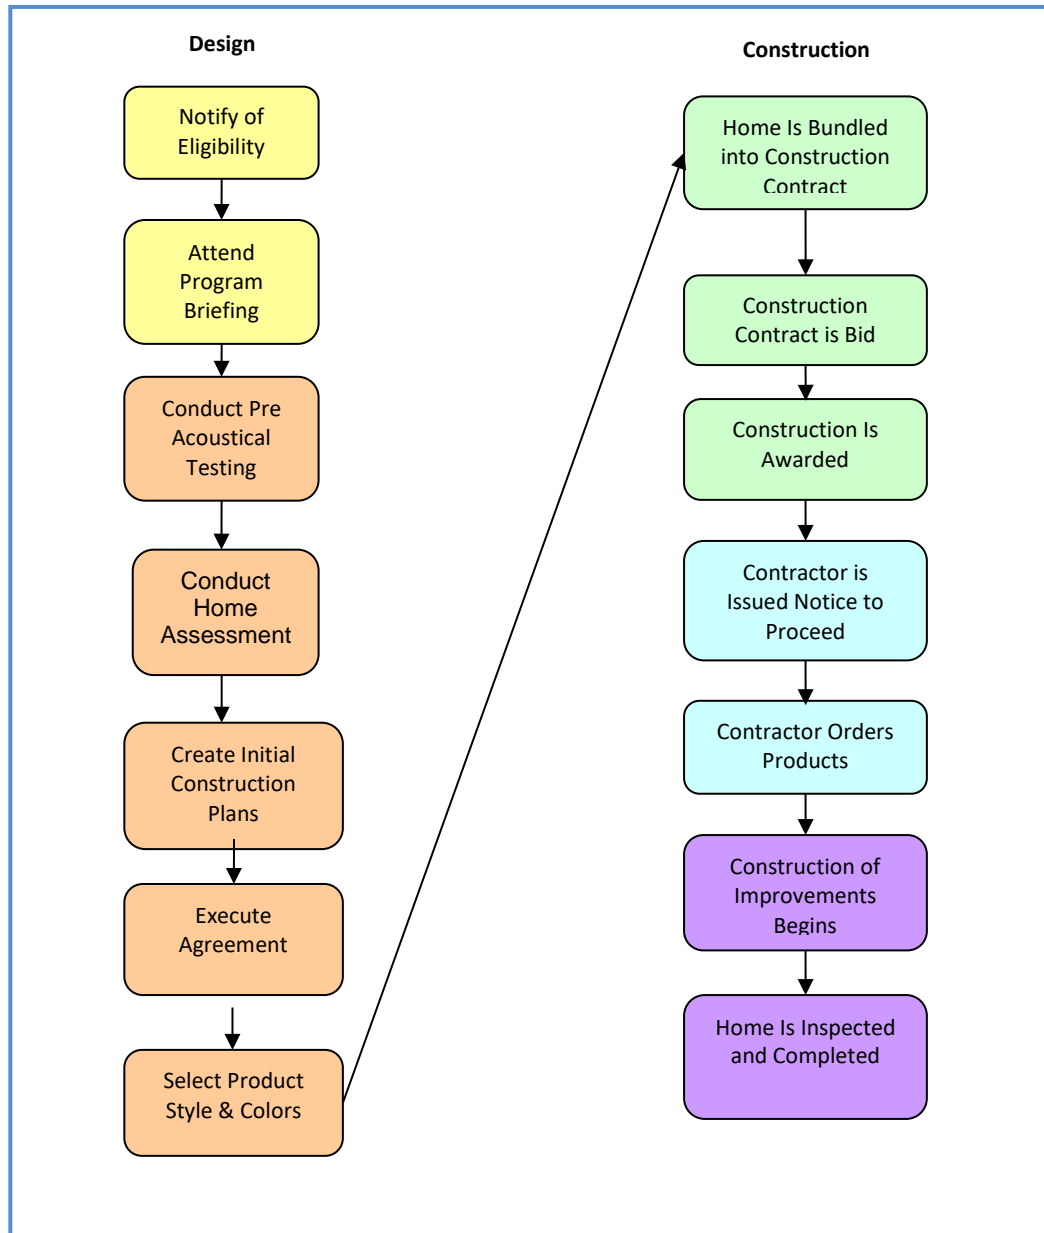 Design
Notify of
Eligibility
Attend
Program
Briefing
Conduct Pre
Acoustical
Testing
Conduct
Home
Assessment
Create Initial
Construction
Plans
Execute
Agreement
Select Product
Style & Colors
Construction
Home Is Bundled
into Construction
Contract
Construction
Contract is Bid
Construction Is
Awarded
Contractor is
Issued Notice to
Proceed
Contractor Orders
Products
Construction of
Improvements
Begins
Home Is Inspected
and Completed